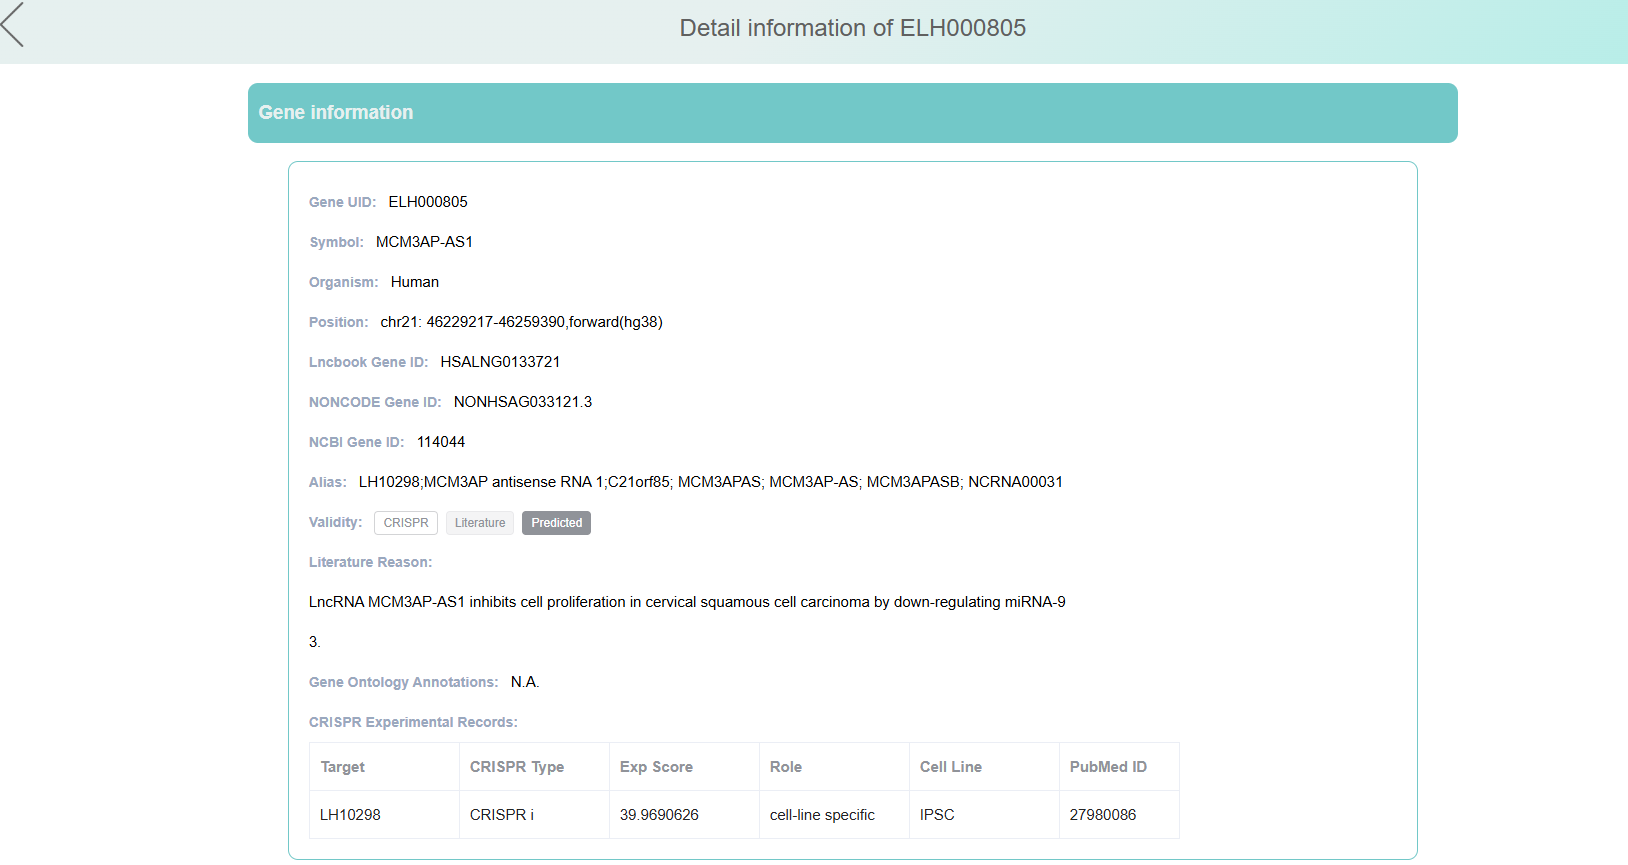 Detail information of ELH000805
Gene information
Gene UID: ELH000805
Symbol: MCM3AP-AS1
Organism: Human
Position: chr21: 46229217-46259390,forward(hg38)
Lncbook Gene ID: HSALNG0133721
NONCODE Gene ID: NONHSAG033121.3
NCBI Gene ID: 114044
Alias: LH10298;MCM3AP antisense RNA 1;C21orf85; MCM3APAS; MCM3AP-AS; MCM3APASB; NCRNA00031
Validity: CRISPR Literature Predicted
Literature Reason:
LncRNA MCM3AP-AS1 inhibits cell proliferation in cervical squamous cell carcinoma by down-regulating miRNA-9
3.
Gene Ontology Annotations: N.A.
CRISPR Experimental Records:
Target CRISPR Type Exp Score Role Cell Line PubMed ID
LH10298 CRISPR i 39.9690626 cell-line specific IPSC 27980086